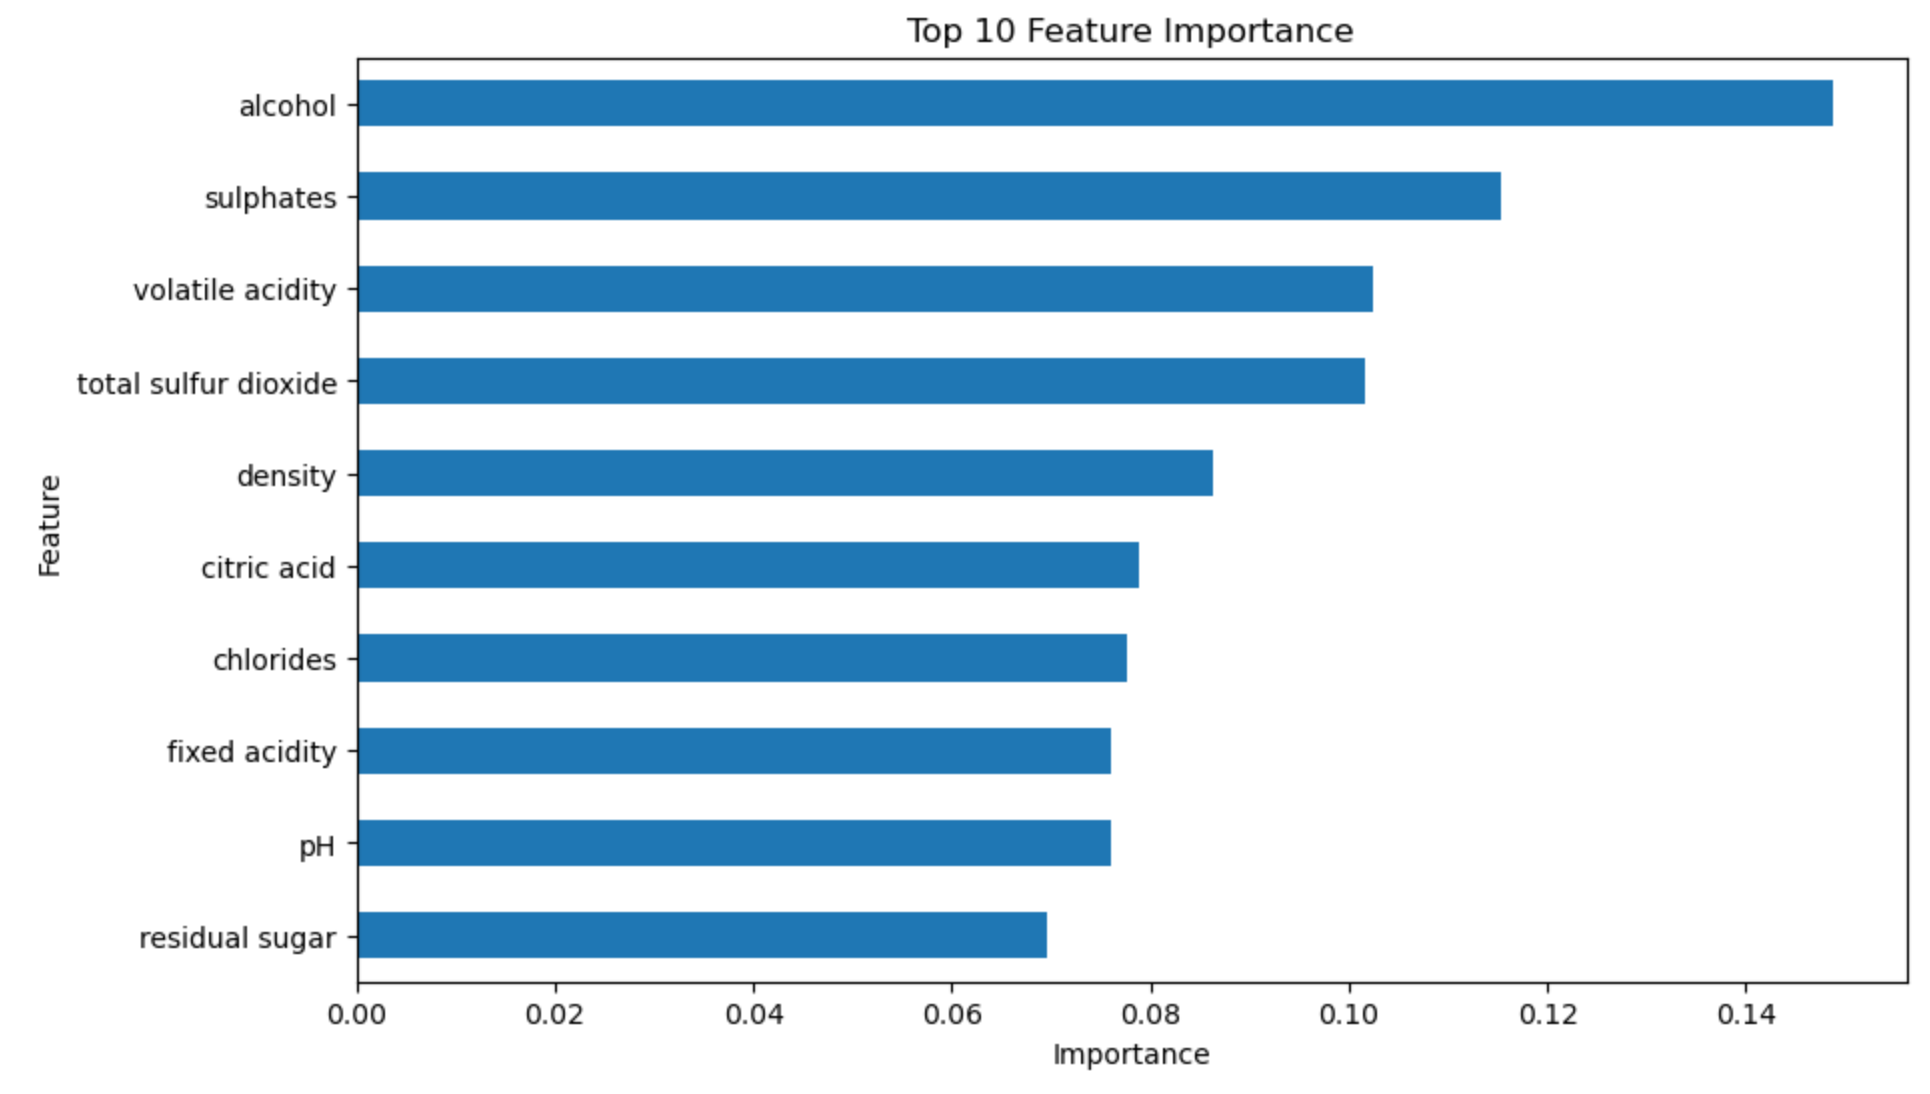 Top 10 Feature Importance
alcohol
sulphates
volatile acidity
total sulfur dioxide
density
citric acid
chlorides
fixed acidity
pH
residual sugar
Feature
0.00 0.02 0.04 0.06 0.08 0.10 0.12 0.14
Importance